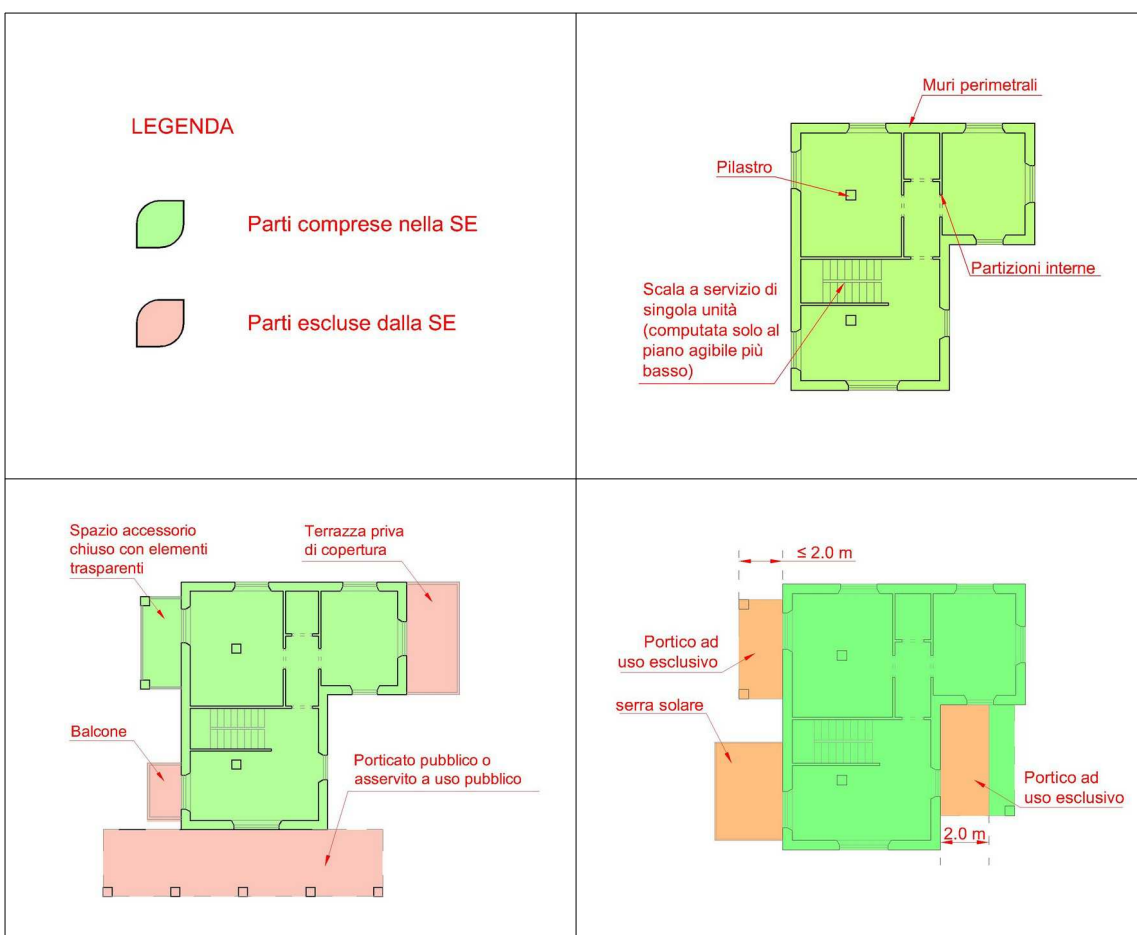 LEGENDA
Parti comprese nella SE
Parti escluse dalla SE
Muri perimetrali
Pilastro
Partizioni interne
Scala a servizio di
singola unità
(computata solo al
piano agibile più
basso)
Spazio accessorio
chiuso con elementi
trasparenti
Terrazza priva
di copertura
Balcone
Porticato pubblico o
asservito a uso pubblico
≤ 2.0 m
Portico ad
uso esclusivo
serra solare
Portico ad
uso esclusivo
2.0 m